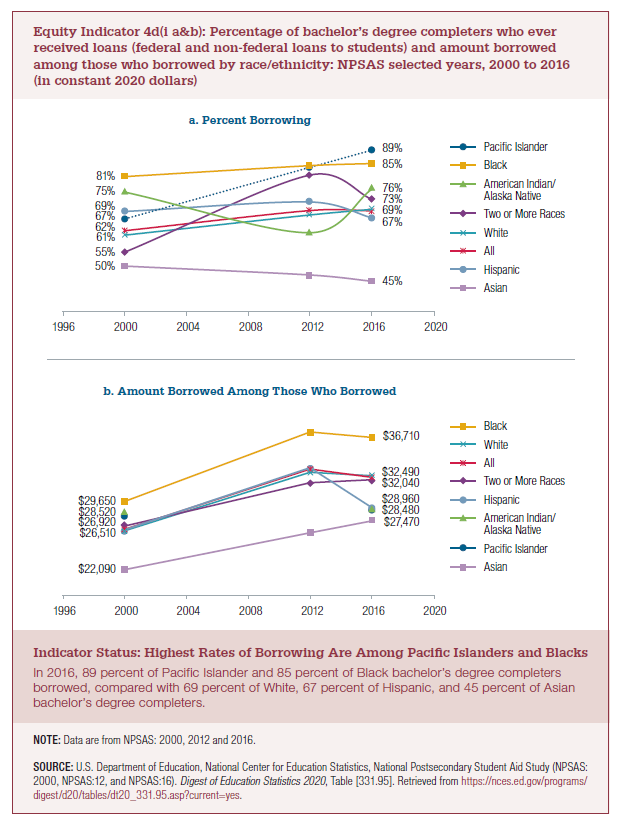 Equity Indicator 4d(i a&b): Percentage of bachelor's degree completers who ever
received loans (federal and non-federal loans to students) and amount borrowed
among those who borrowed by race/ethnicity: NPSAS selected years, 2000 to 2016
(in constant 2020 dollars)
a. Percent Borrowing
81%
75%
69%
67%
62%
61%
55%
50%
89%
85%
76%
73%
69%
67%
45%
1996 2000 2004 2008 2012 2016 2020
Pacific Islander
Black
American Indian/
Alaska Native
Two or More Races
White
All
Hispanic
Asian
b. Amount Borrowed Among Those Who Borrowed
$29,650
$28,520
$26,920
$26,510
$22,090
$36,710
$32,490
$32,040
$28,960
$28,480
$27,470
1996 2000 2004 2008 2012 2016 2020
Black
White
All
Two or More Races
Hispanic
American Indian/
Alaska Native
Pacific Islander
Asian
Indicator Status: Highest Rates of Borrowing Are Among Pacific Islanders and Blacks
In 2016, 89 percent of Pacific Islander and 85 percent of Black bachelor's degree completers
borrowed, compared with 69 percent of White, 67 percent of Hispanic, and 45 percent of Asian
bachelor's degree completers.
NOTE: Data are from NPSAS: 2000, 2012 and 2016.
SOURCE: U.S. Department of Education, National Center for Education Statistics, National Postsecondary Student Aid Study (NPSAS:
2000, NPSAS:12, and NPSAS:16). Digest of Education Statistics 2020, Table [331.95]. Retrieved from https://nces.ed.gov/programs/
digest/d20/tables/dt20_331.95.asp?current=yes.